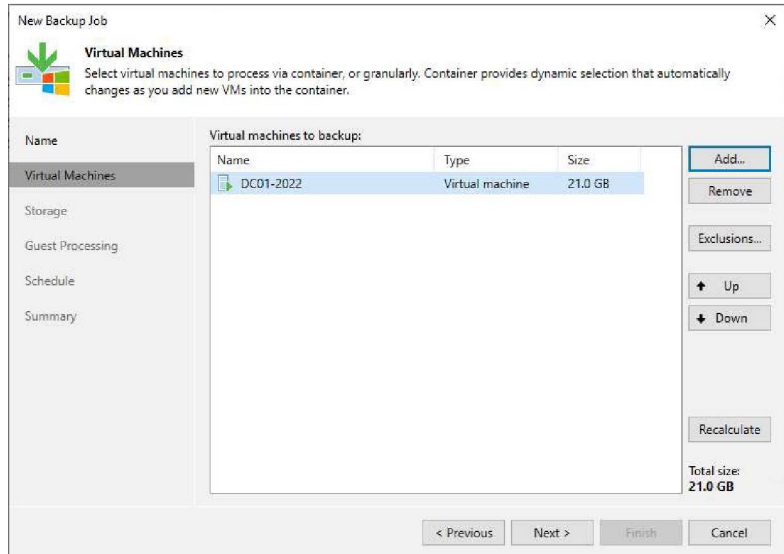 New Backup Job
Virtual Machines
Select virtual machines to process via container, or granularly. Container provides dynamic selection that automatically
changes as you add new VMs into the container.
Name
Virtual Machines
Storage
Guest Processing
Schedule
Summary
Virtual machines to backup:
Name Type Size
DC01-2022 Virtual machine 21.0 GB
Add...
Remove
Exclusions...
Up
Down
Recalculate
Total size:
21.0 GB
< Previous Next > Finish Cancel